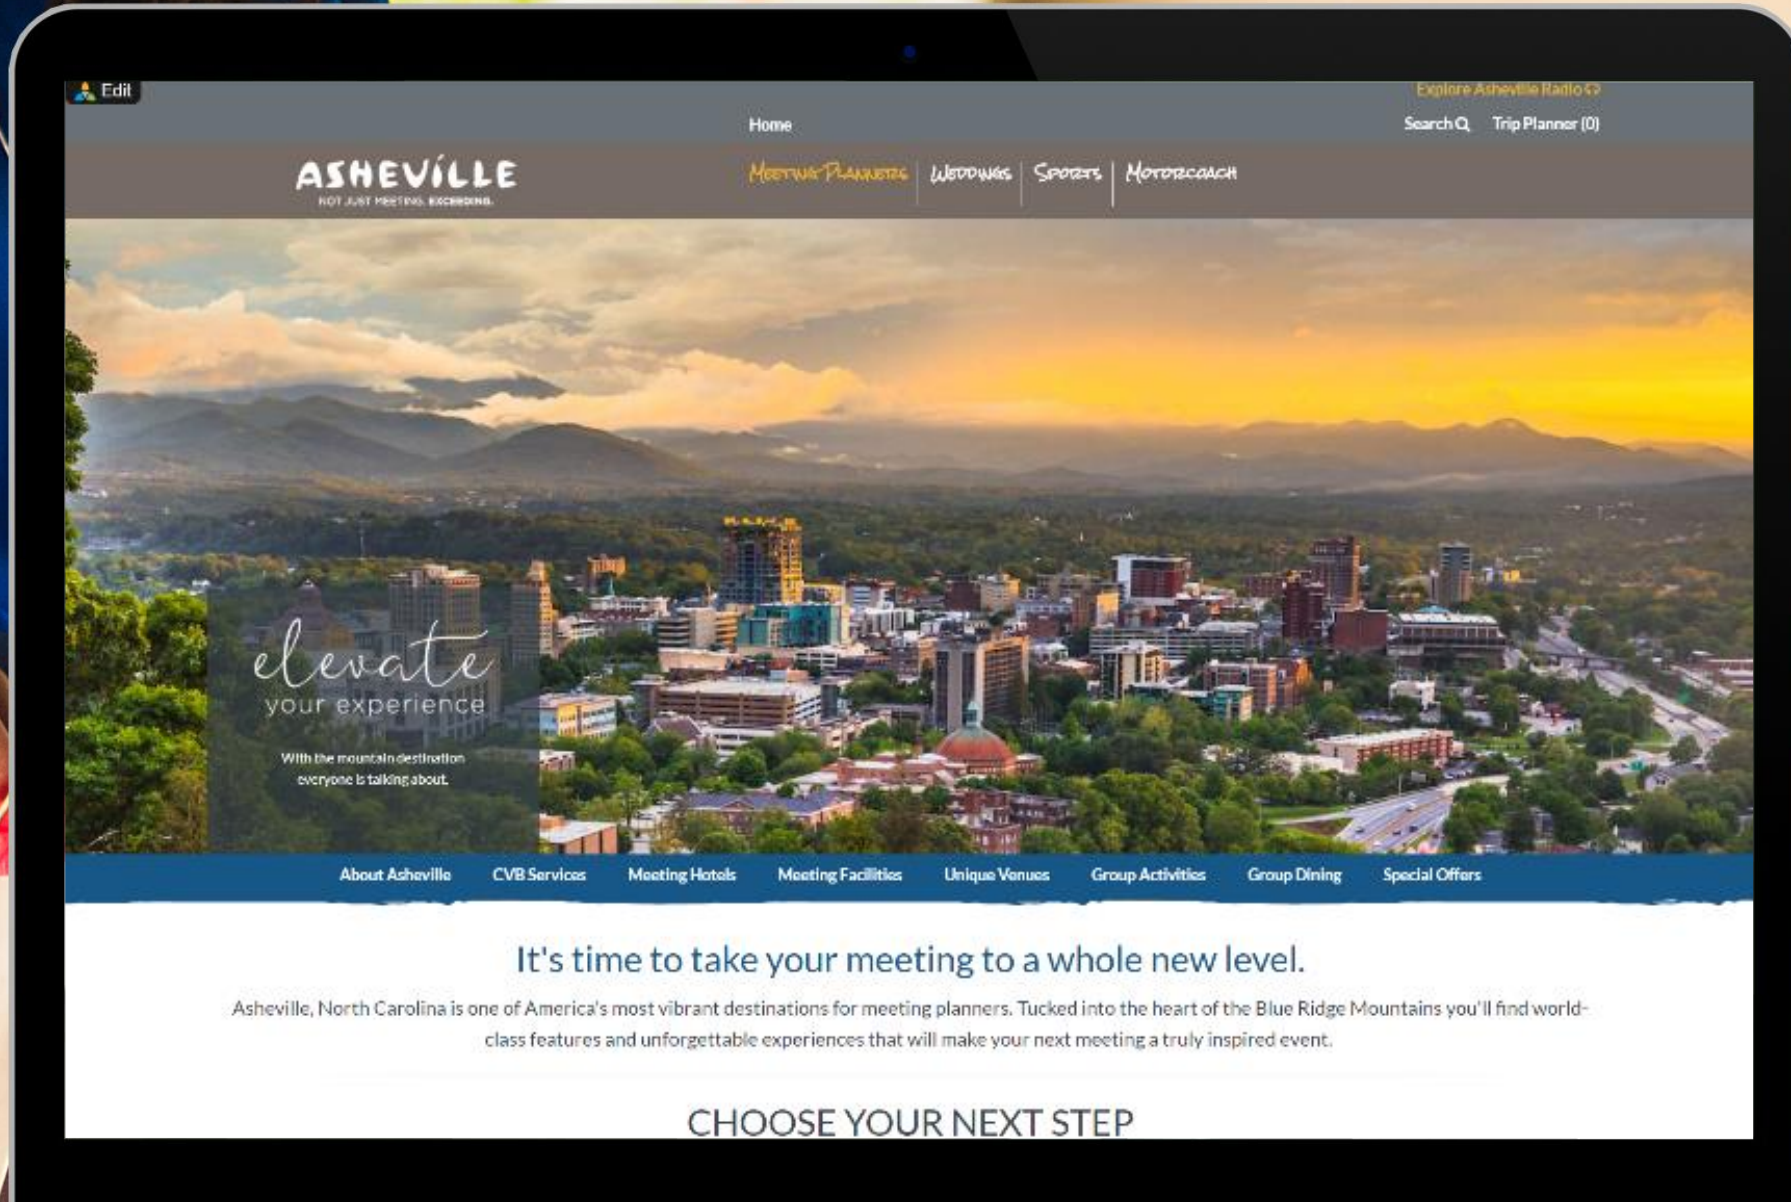 Edit
Explore Asheville Radio
Home
Search
Trip Planner (0)
ASHEVÍLLE
NOT JUST MEETING. EXCEEDING.
MEETING PLANNERS
WEDDINGS
SPORTS
MOTORCOACH
elevate
your experience
With the mountain destination
everyone is talking about.
About Asheville
CVB Services
Meeting Hotels
Meeting Facilities
Unique Venues
Group Activities
Group Dining
Special Offers
It's time to take your meeting to a whole new level.
Asheville, North Carolina is one of America's most vibrant destinations for meeting planners. Tucked into the heart of the Blue Ridge Mountains you'll find world-
class features and unforgettable experiences that will make your next meeting a truly inspired event.
CHOOSE YOUR NEXT STEP